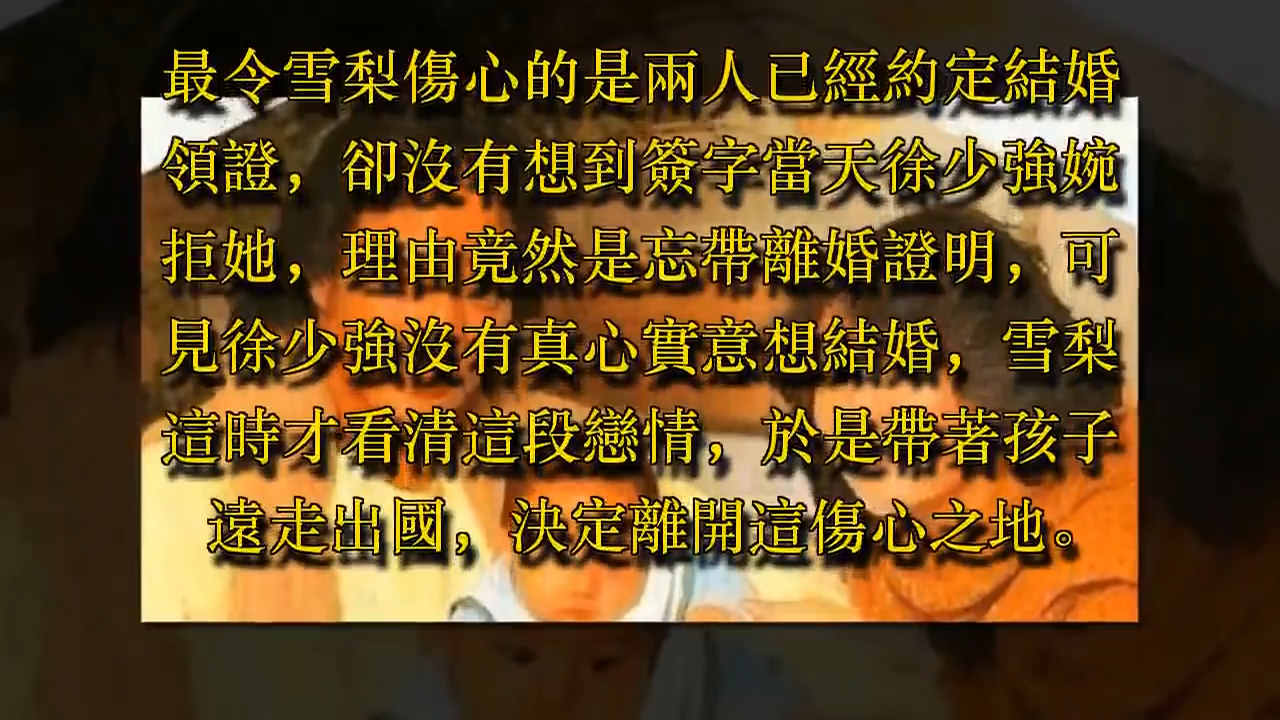 最令雪梨傷心的是兩人已經約定結婚
領證，卻沒有想到簽字當天徐少強婉
拒她，理由竟然是忘帶離婚證明，可
見徐少強沒有真心實意想結婚，雪梨
這時才看清這段戀情，於是帶著孩子
遠走出國，決定離開這傷心之地。